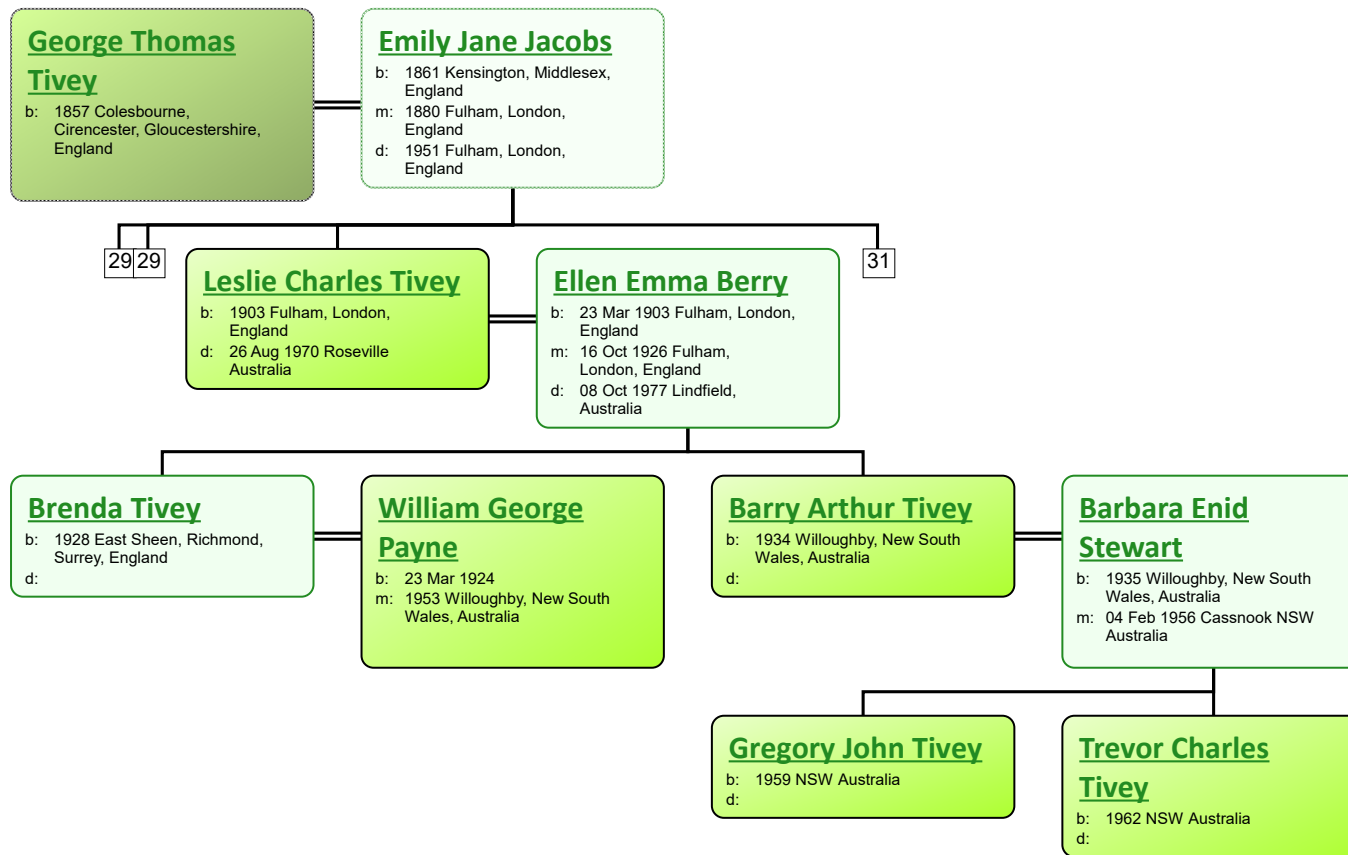 George Thomas
Tivey
b: 1857 Colesbourne,
Cirencester, Gloucestershire,
England
Emily Jane Jacobs
b: 1861 Kensington, Middlesex,
England
m: 1880 Fulham, London,
England
d: 1951 Fulham, London,
England
29
29
31
Leslie Charles Tivey
b: 1903 Fulham, London,
England
d: 26 Aug 1970 Roseville
Australia
Ellen Emma Berry
b: 23 Mar 1903 Fulham, London,
England
m: 16 Oct 1926 Fulham,
London, England
d: 08 Oct 1977 Lindfield,
Australia
Brenda Tivey
b: 1928 East Sheen, Richmond,
Surrey, England
d:
William George
Payne
b: 23 Mar 1924
m: 1953 Willoughby, New South
Wales, Australia
Barry Arthur Tivey
b: 1934 Willoughby, New South
Wales, Australia
d:
Barbara Enid
Stewart
b: 1935 Willoughby, New South
Wales, Australia
m: 04 Feb 1956 Cassnook NSW
Australia
Gregory John Tivey
b: 1959 NSW Australia
d:
Trevor Charles
Tivey
b: 1962 NSW Australia
d: